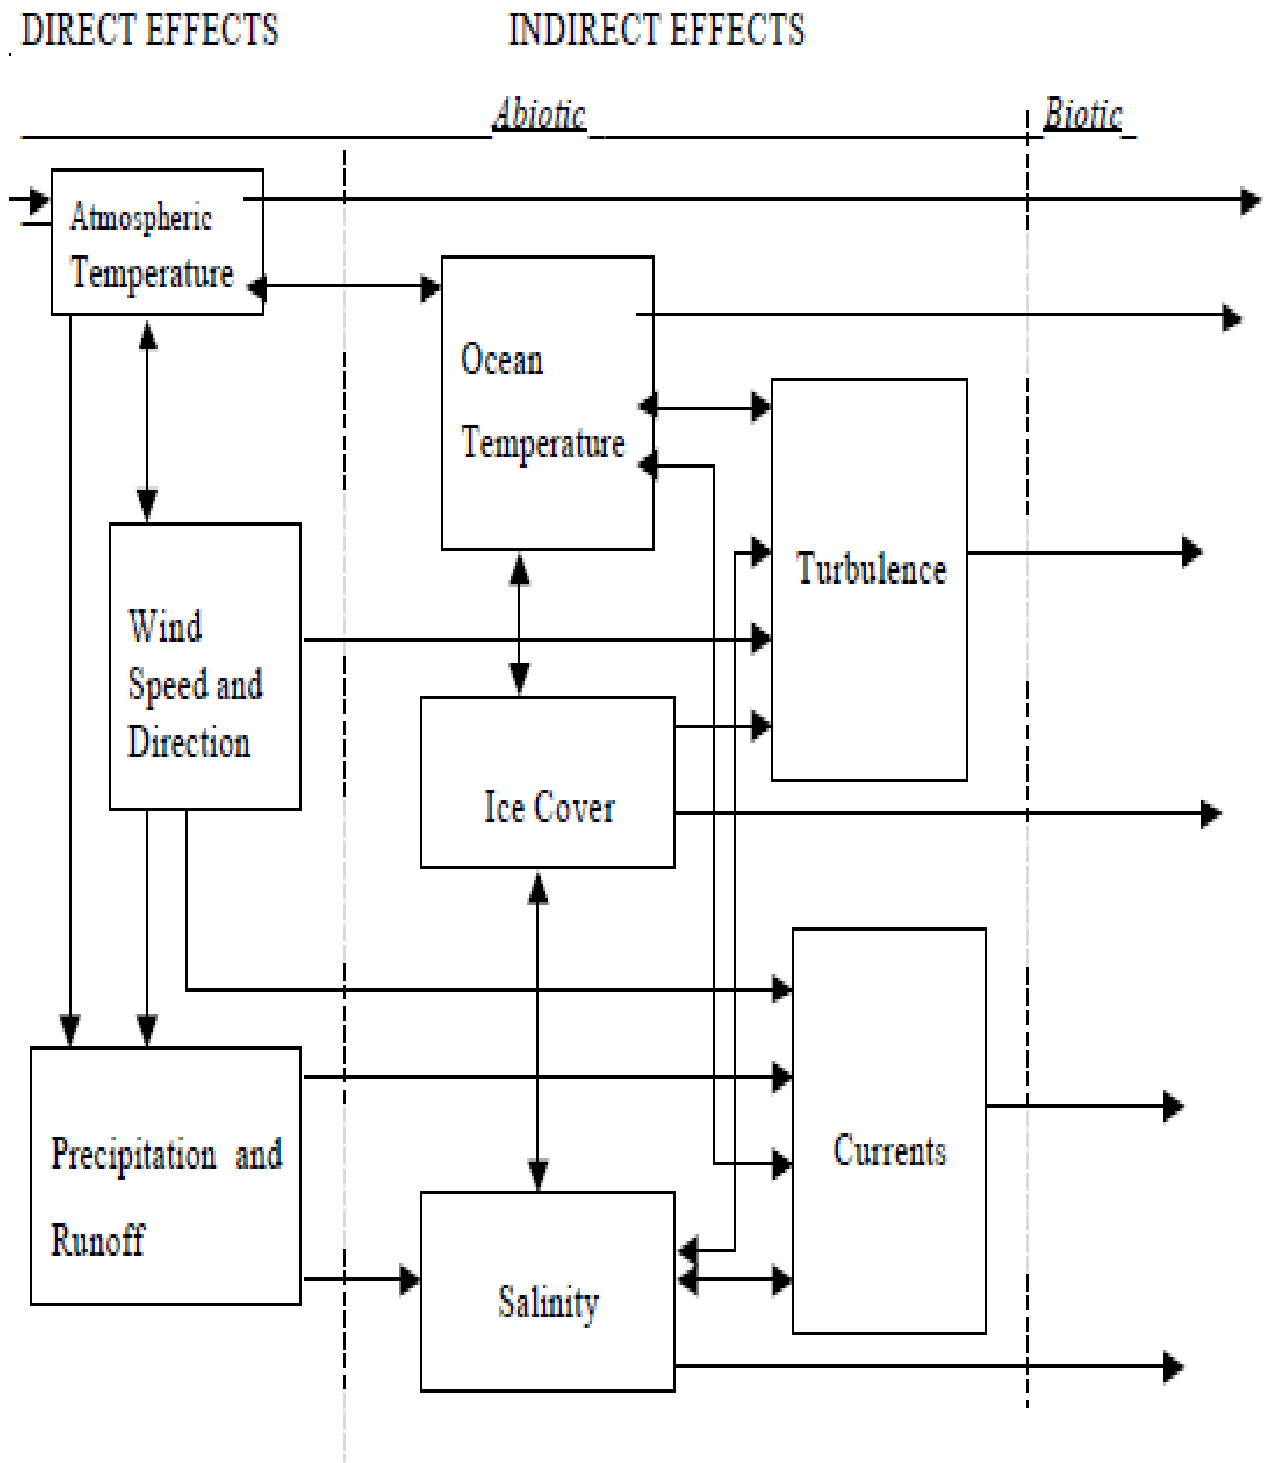 DIRECT EFFECTS
INDIRECT EFFECTS
Abiotic
Biotic
Atmospheric
Temperature
Ocean
Temperature
Turbulence
Wind
Speed and
Direction
Ice Cover
Precipitation and
Runoff
Currents
Salinity